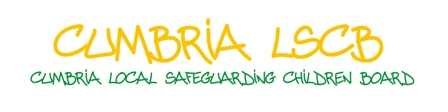 CUMBRIA LSCB
CUMBRIA LOCAL SAFEGUARDING CHILDREN BOARD